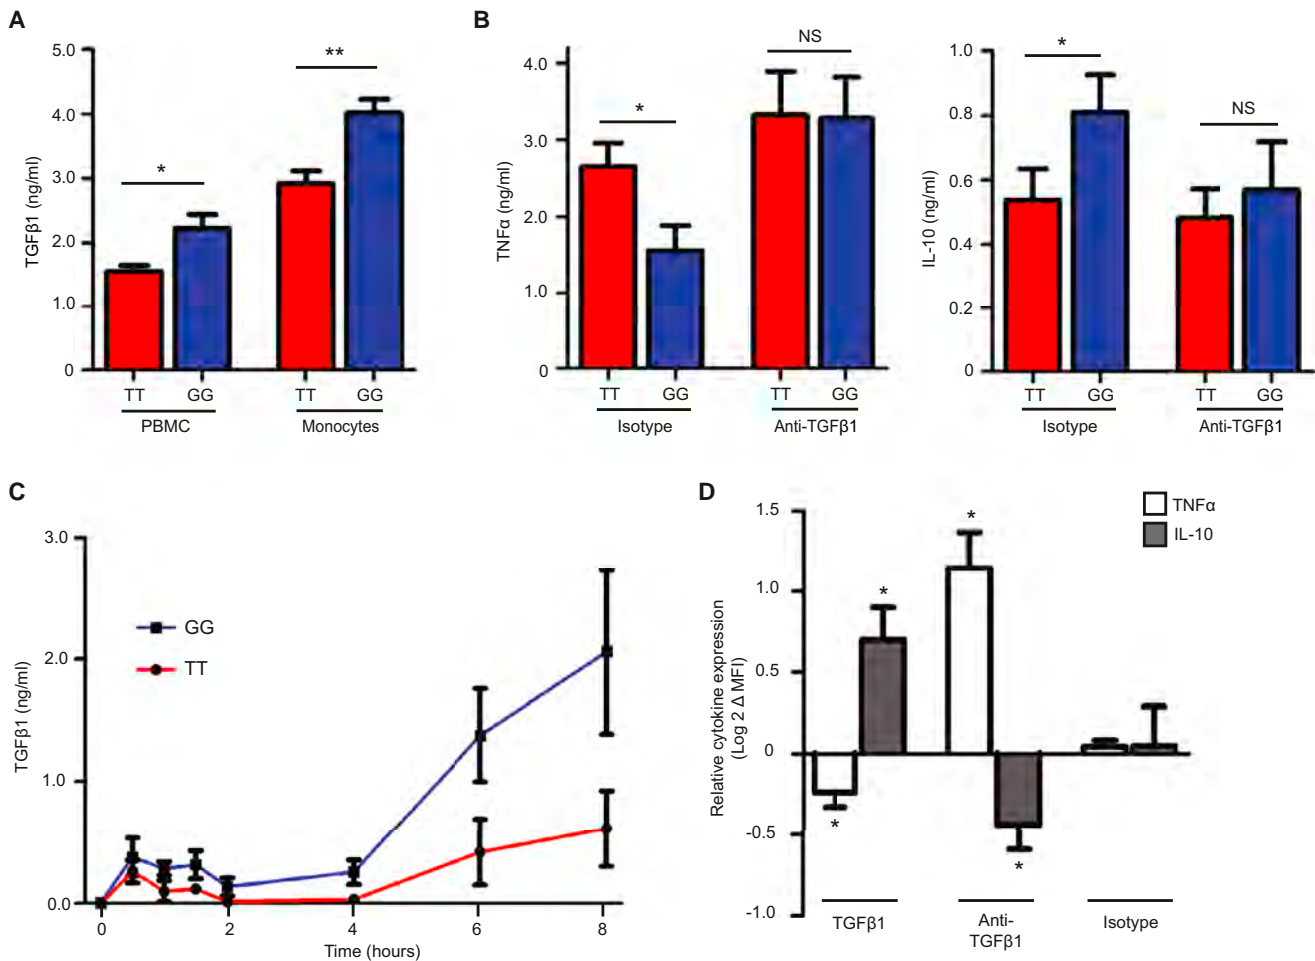 A
5.0
4.0
3.0
2.0
1.0
0
TGFβ1 (ng/ml)
*
**
TT
GG
TT
GG
PBMC
Monocytes
B
4.0
3.0
2.0
1.0
0
TNFα (ng/ml)
*
NS
TT
GG
TT
GG
Isotype
Anti-TGFβ1
1.0
0.8
0.6
0.4
0.2
0
IL-10 (ng/ml)
*
NS
TT
GG
TT
GG
Isotype
Anti-TGFβ1
C
3.0
2.0
1.0
0.0
TGFβ1 (ng/ml)
GG
TT
0
2
4
6
8
Time (hours)
D
1.5
1.0
0.5
0
-0.5
-1.0
Relative cytokine expression
(Log 2 Δ MFI)
TNFα
IL-10
*
*
*
*
TGFβ1
Anti-
TGFβ1
Isotype